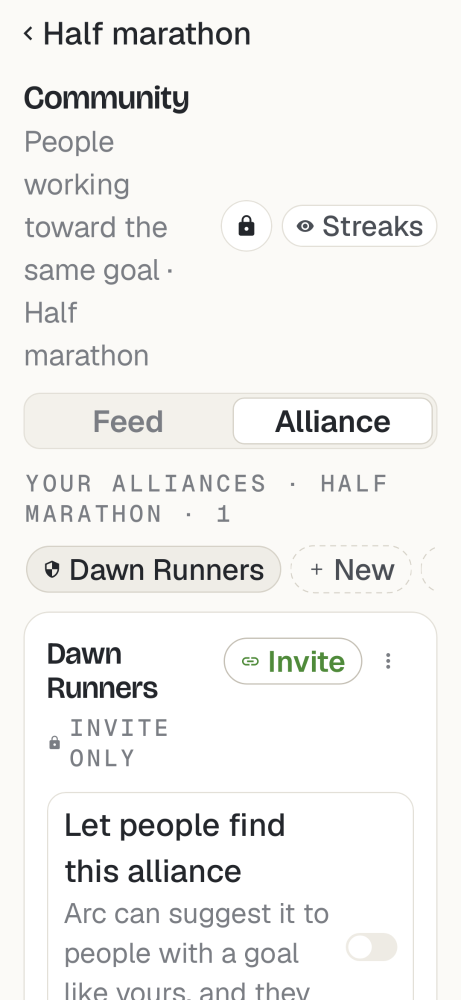 Half marathon
Community
People
working
toward the
same goal ·
Half
marathon
Streaks
Feed
Alliance
YOUR ALLIANCES · HALF
MARATHON · 1
Dawn Runners
+ New
Dawn
Runners
Invite
INVITE
ONLY
Let people find
this alliance
Arc can suggest it to
people with a goal
like yours, and they